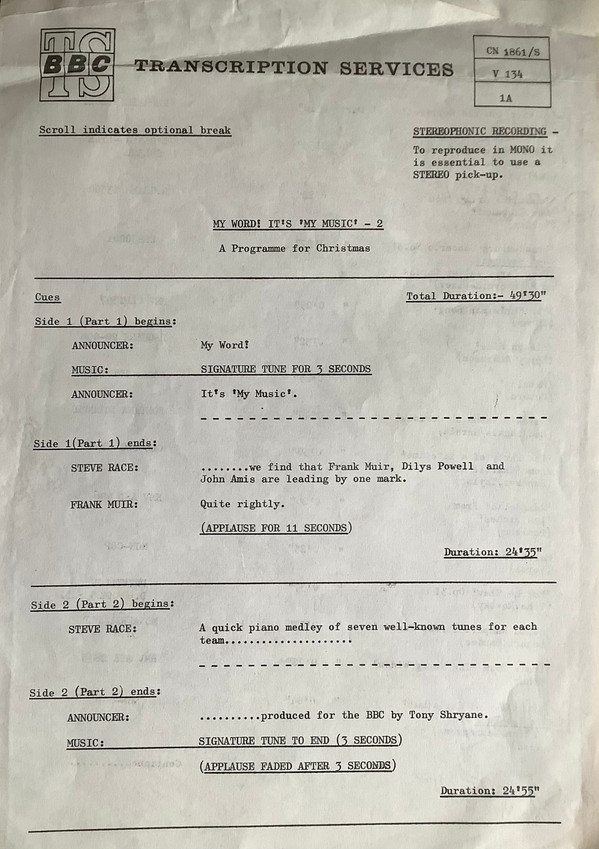 TS
BBC
TS
TRANSCRIPTION SERVICES
CN 1861/S
V 134
1A
Scroll indicates optional break
STEREOPHONIC RECORDING -
To reproduce in MONO it
is essential to use a
STEREO pick-up.
MY WORD! IT'S 'MY MUSIC' - 2
A Programme for Christmas
Cues
Total Duration:- 49'30"
Side 1 (Part 1) begins:
ANNOUNCER: My Word!
MUSIC: SIGNATURE TUNE FOR 3 SECONDS
ANNOUNCER: It's 'My Music'.
Side 1(Part 1) ends:
STEVE RACE: ........we find that Frank Muir, Dilys Powell and
John Amis are leading by one mark.
FRANK MUIR: Quite rightly.
(APPLAUSE FOR 11 SECONDS)
Duration: 24'35"
Side 2 (Part 2) begins:
STEVE RACE: A quick piano medley of seven well-known tunes for each
team....................
Side 2 (Part 2) ends:
ANNOUNCER: ..........produced for the BBC by Tony Shryane.
MUSIC: SIGNATURE TUNE TO END (3 SECONDS)
(APPLAUSE FADED AFTER 3 SECONDS)
Duration: 24'55"